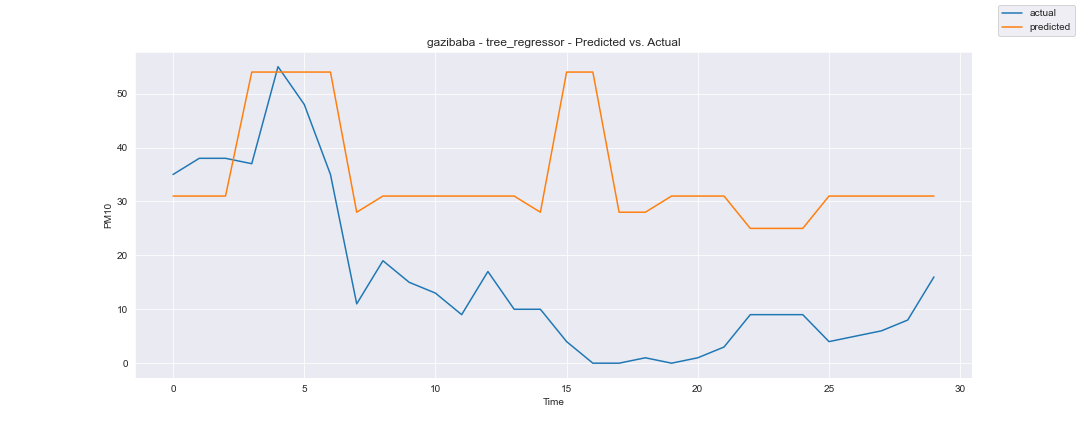 actual
predicted
gazibaba - tree_regressor - Predicted vs. Actual
PM10
50
40
30
20
10
0
0 5 10 15 20 25 30
Time